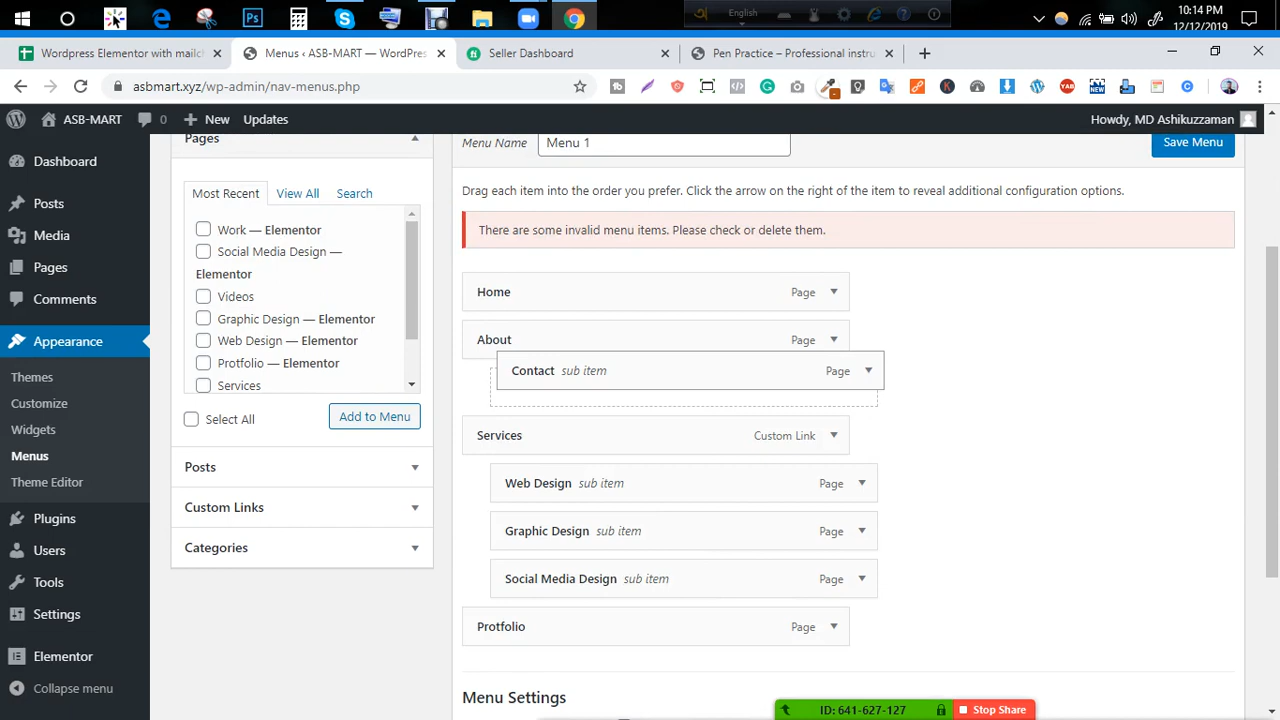 English
10:14 PM
12/12/2019
Wordpress Elementor with mailch
Menus ‹ ASB-MART — WordPres
Seller Dashboard
Pen Practice – Professional instru
asbmart.xyz/wp-admin/nav-menus.php
ASB-MART
0
New
Updates
Howdy, MD Ashikuzzaman
Dashboard
Posts
Media
Pages
Comments
Appearance
Themes
Customize
Widgets
Menus
Theme Editor
Plugins
Users
Tools
Settings
Elementor
Collapse menu
Pages
Most Recent
View All
Search
Work — Elementor
Social Media Design —
Elementor
Videos
Graphic Design — Elementor
Web Design — Elementor
Protfolio — Elementor
Services
Select All
Add to Menu
Posts
Custom Links
Categories
Menu Name
Menu 1
Save Menu
Drag each item into the order you prefer. Click the arrow on the right of the item to reveal additional configuration options.
There are some invalid menu items. Please check or delete them.
Home Page
About Page
Contact sub item Page
Services Custom Link
Web Design sub item Page
Graphic Design sub item Page
Social Media Design sub item Page
Protfolio Page
Menu Settings
ID: 641-627-127
Stop Share